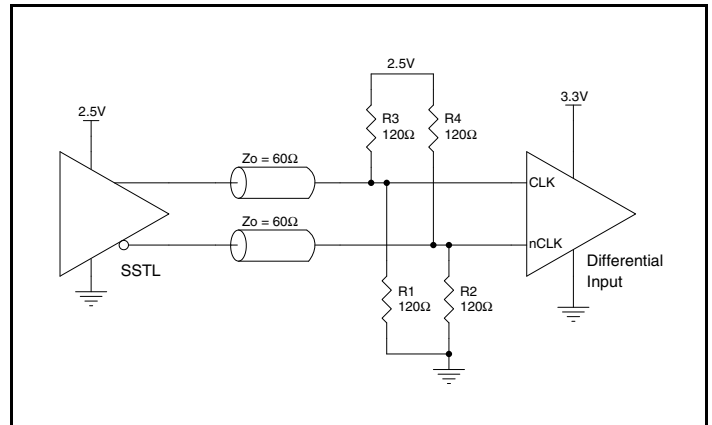 2.5V
2.5V
3.3V
R3
120Ω
R4
120Ω
Zo = 60Ω
CLK
Zo = 60Ω
nCLK
SSTL
Differential
Input
R1
120Ω
R2
120Ω